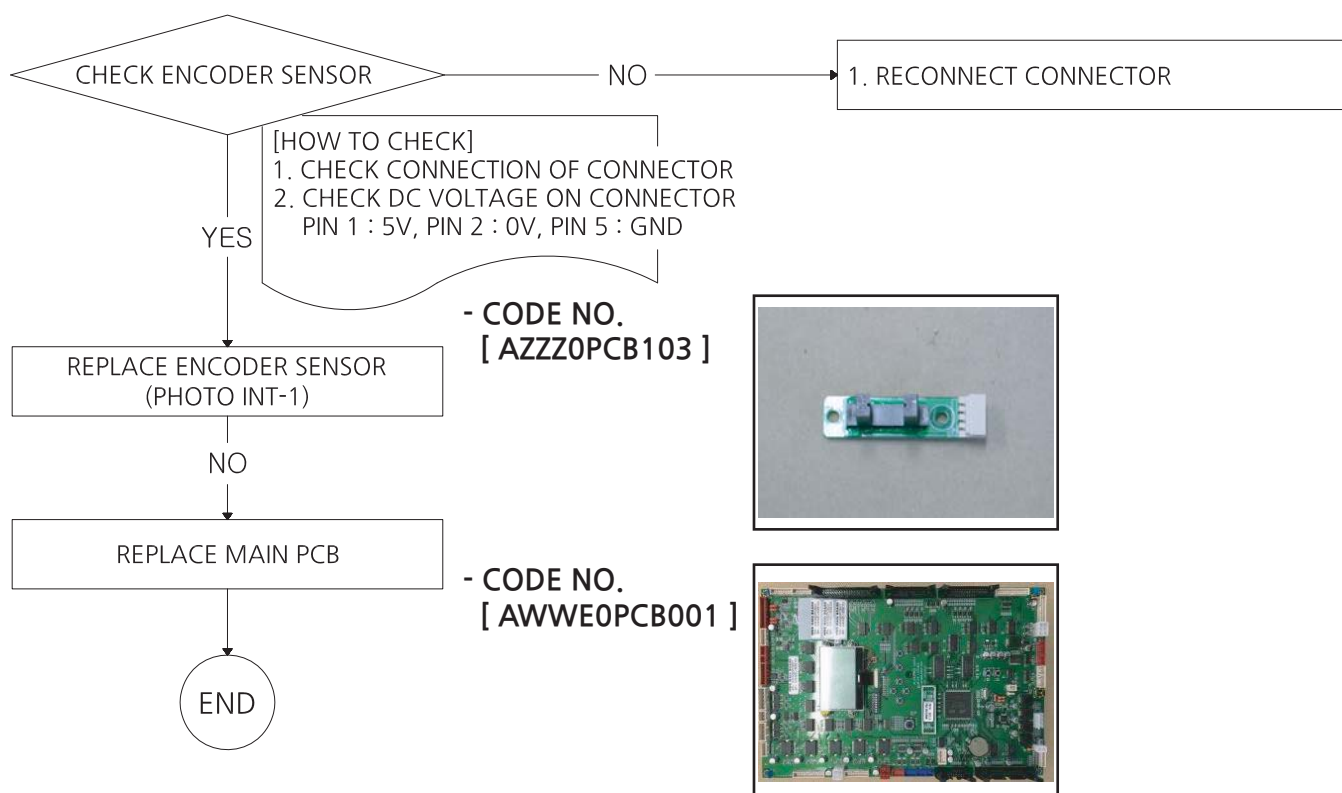 CHECK ENCODER SENSOR
NO
1. RECONNECT CONNECTOR
[HOW TO CHECK]
1. CHECK CONNECTION OF CONNECTOR
2. CHECK DC VOLTAGE ON CONNECTOR
PIN 1 : 5V, PIN 2 : 0V, PIN 5 : GND
YES
- CODE NO.
[ AZZZ0PCB103 ]
REPLACE ENCODER SENSOR
(PHOTO INT-1)
NO
REPLACE MAIN PCB
- CODE NO.
[ AWWE0PCB001 ]
END